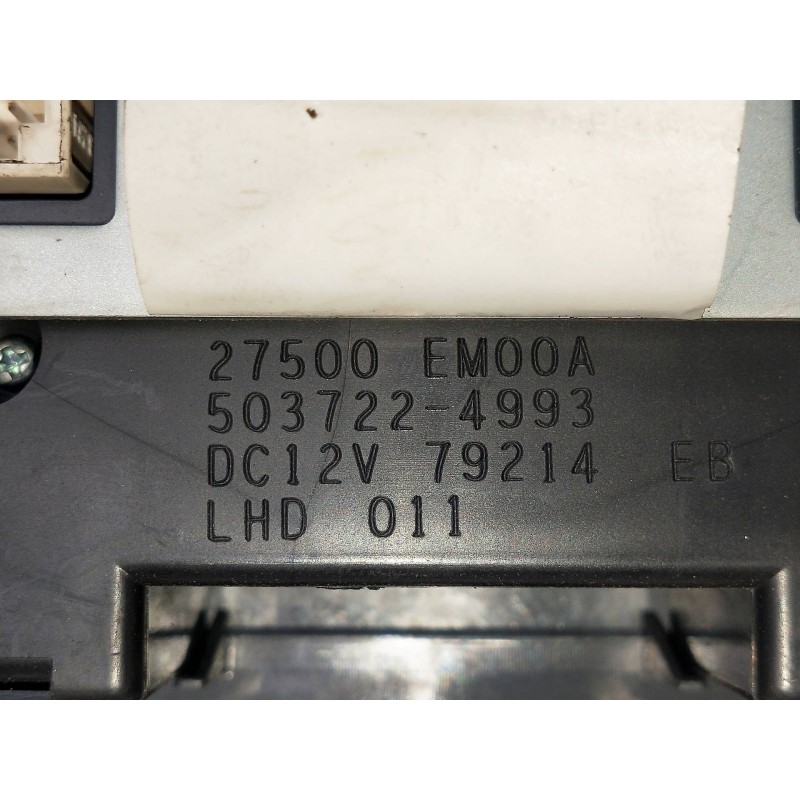 27500 EM00A
503722-4993
DC12V 79214 EB
LHD 011